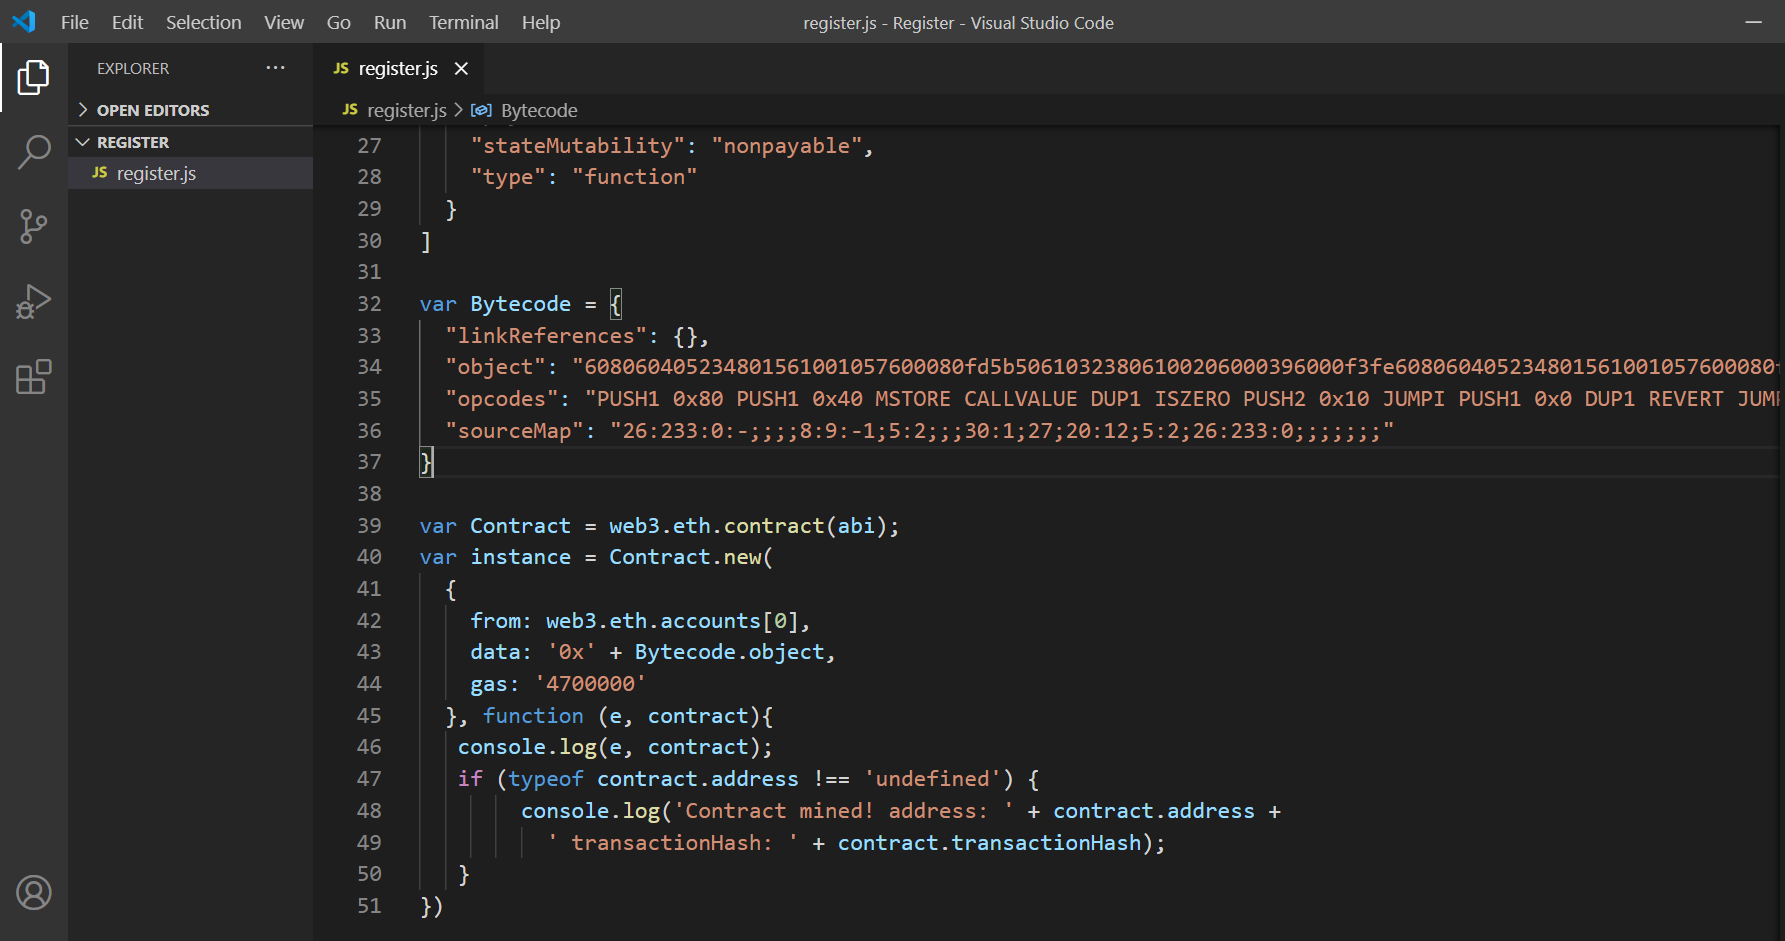 File Edit Selection View Go Run Terminal Help
register.js - Register - Visual Studio Code
EXPLORER ···
OPEN EDITORS
REGISTER
JS register.js
JS register.js
JS register.js > Bytecode
27 "stateMutability": "nonpayable",
28 "type": "function"
29 }
30 ]
31
32 var Bytecode = {
33 "linkReferences": {},
34 "object": "608060405234801561001057600080fd5b50610323806100206000396000f3fe608060405234801561001057600080f
35 "opcodes": "PUSH1 0x80 PUSH1 0x40 MSTORE CALLVALUE DUP1 ISZERO PUSH2 0x10 JUMPI PUSH1 0x0 DUP1 REVERT JUM
36 "sourceMap": "26:233:0:-;;;;8:9:-1;5:2;;;30:1;27;20:12;5:2;26:233:0;;;;;;;"
37 }
38
39 var Contract = web3.eth.contract(abi);
40 var instance = Contract.new(
41 {
42 from: web3.eth.accounts[0],
43 data: '0x' + Bytecode.object,
44 gas: '4700000'
45 }, function (e, contract){
46 console.log(e, contract);
47 if (typeof contract.address !== 'undefined') {
48 console.log('Contract mined! address: ' + contract.address +
49 ' transactionHash: ' + contract.transactionHash);
50 }
51 })